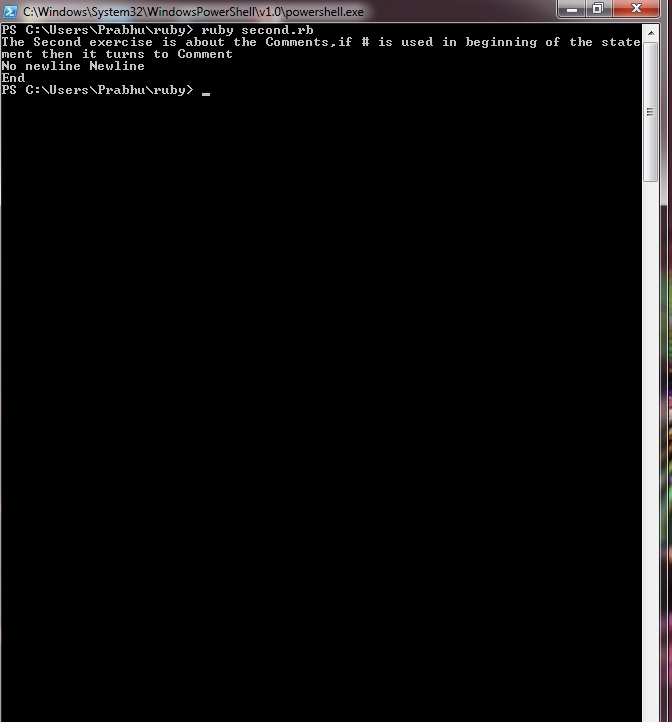 C:\Windows\System32\WindowsPowerShell\v1.0\powershell.exe
PS C:\Users\Prabhu\ruby> ruby second.rb
The Second exercise is about the Comments,if # is used in beginning of the state
ment then it turns to Comment
No newline Newline
End
PS C:\Users\Prabhu\ruby> _